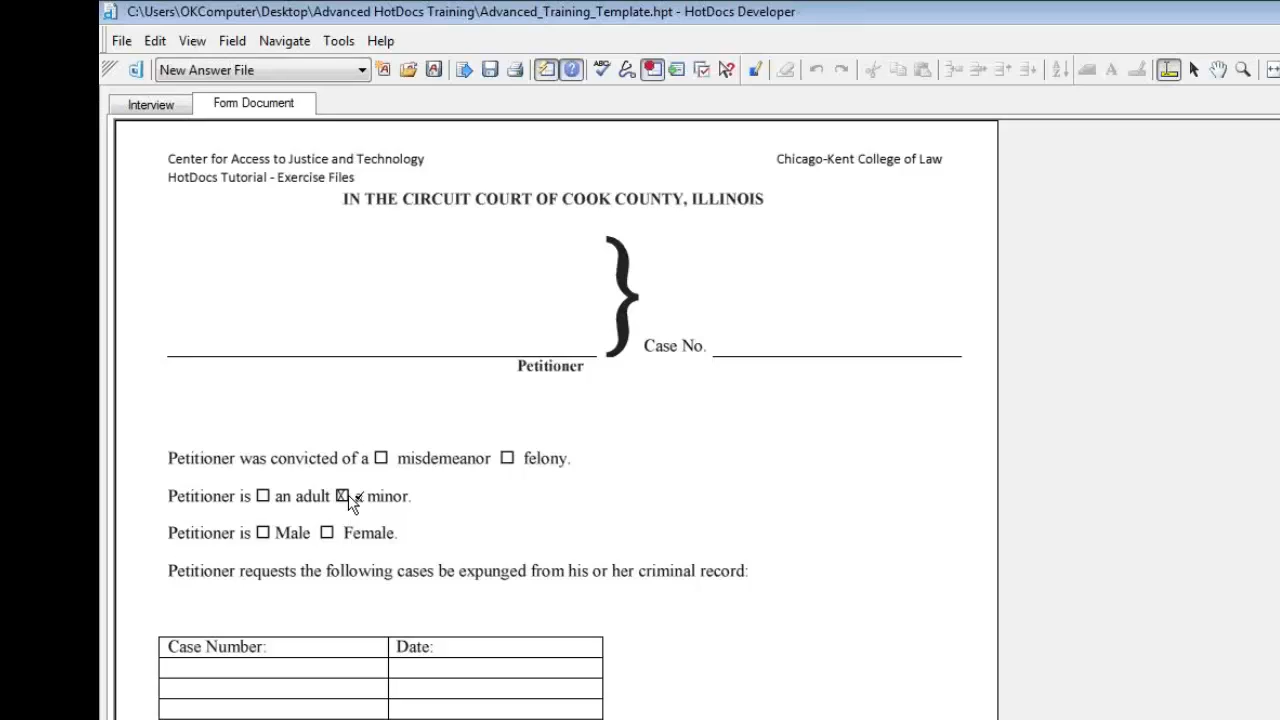 C:\Users\OKComputer\Desktop\Advanced HotDocs Training\Advanced_Training_Template.hpt - HotDocs Developer
File Edit View Field Navigate Tools Help
New Answer File
Interview Form Document
Center for Access to Justice and Technology Chicago-Kent College of Law
HotDocs Tutorial - Exercise Files
IN THE CIRCUIT COURT OF COOK COUNTY, ILLINOIS
} Case No.
Petitioner
Petitioner was convicted of a ☐ misdemeanor ☐ felony.
Petitioner is ☐ an adult ☒ minor.
Petitioner is ☐ Male ☐ Female.
Petitioner requests the following cases be expunged from his or her criminal record:
Case Number: Date: